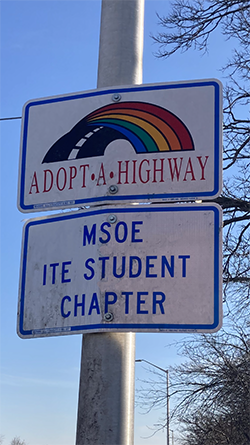 ADOPT·A·HIGHWAY
MSOE
ITE STUDENT
CHAPTER